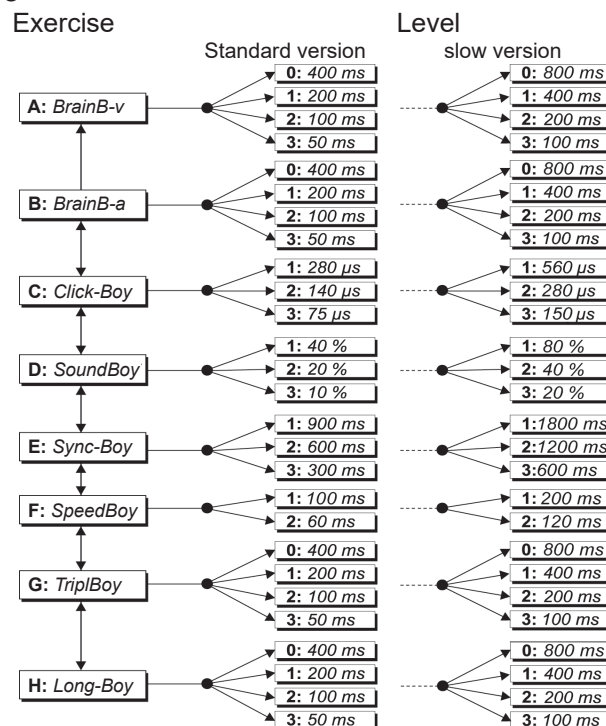 Exercise
Level
Standard version
slow version
A: BrainB-v
0: 400 ms
1: 200 ms
2: 100 ms
3: 50 ms
0: 800 ms
1: 400 ms
2: 200 ms
3: 100 ms
B: BrainB-a
0: 400 ms
1: 200 ms
2: 100 ms
3: 50 ms
0: 800 ms
1: 400 ms
2: 200 ms
3: 100 ms
C: Click-Boy
1: 280 µs
2: 140 µs
3: 75 µs
1: 560 µs
2: 280 µs
3: 150 µs
D: SoundBoy
1: 40 %
2: 20 %
3: 10 %
1: 80 %
2: 40 %
3: 20 %
E: Sync-Boy
1: 900 ms
2: 600 ms
3: 300 ms
1:1800 ms
2:1200 ms
3:600 ms
F: SpeedBoy
1: 100 ms
2: 60 ms
1: 200 ms
2: 120 ms
G: TriplBoy
0: 400 ms
1: 200 ms
2: 100 ms
3: 50 ms
0: 800 ms
1: 400 ms
2: 200 ms
3: 100 ms
H: Long-Boy
0: 400 ms
1: 200 ms
2: 100 ms
3: 50 ms
0: 800 ms
1: 400 ms
2: 200 ms
3: 100 ms